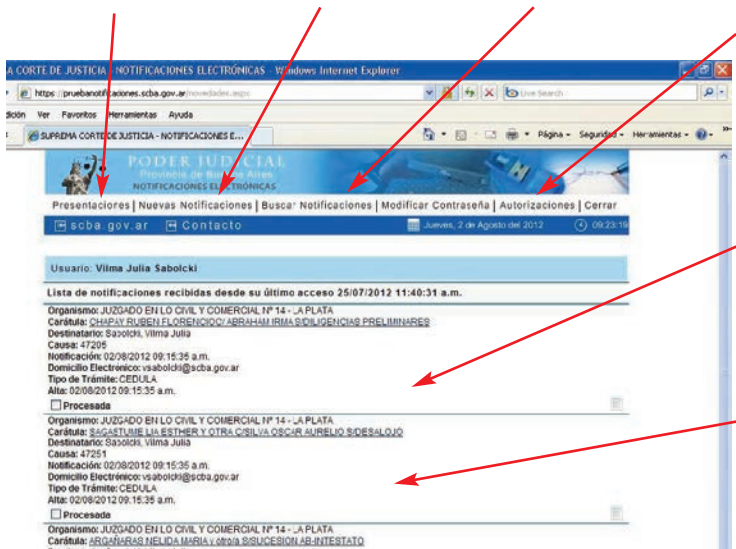 A CORTE DE JUSTICIA - NOTIFICACIONES ELECTRÓNICAS - Windows Internet Explorer
https://pruebanotificaciones.scba.gov.ar/novedades.aspx
Live Search
dición Ver Favoritos Herramientas Ayuda
SUPREMA CORTE DE JUSTICIA - NOTIFICACIONES E...
Página Seguridad Herramientas
PODER JUDICIAL
Provincia de Buenos Aires
NOTIFICACIONES ELECTRÓNICAS
Presentaciones | Nuevas Notificaciones | Buscar Notificaciones | Modificar Contraseña | Autorizaciones | Cerrar
scba.gov.ar Contacto Jueves, 2 de Agosto del 2012 09:23:19
Usuario: Vilma Julia Sabolcki
Lista de notificaciones recibidas desde su último acceso 25/07/2012 11:40:31 a.m.
Organismo: JUZGADO EN LO CIVIL Y COMERCIAL Nº 14 - LA PLATA
Carátula: CHAPAY RUBEN FLORENCIOC/ ABRAHAM IRMA S/DILIGENCIAS PRELIMINARES
Destinatario: Sabolcki, Vilma Julia
Causa: 47205
Notificación: 02/08/2012 09:15:35 a.m.
Domicilio Electrónico: vsabolcki@scba.gov.ar
Tipo de Trámite: CEDULA
Alta: 02/08/2012 09:15:35 a.m.
Procesada
Organismo: JUZGADO EN LO CIVIL Y COMERCIAL Nº 14 - LA PLATA
Carátula: SAGASTUME LIA ESTHER Y OTRA C/SILVA OSCAR AURELIO S/DESALOJO
Destinatario: Sabolcki, Vilma Julia
Causa: 47251
Notificación: 02/08/2012 09:15:35 a.m.
Domicilio Electrónico: vsabolcki@scba.gov.ar
Tipo de Trámite: CEDULA
Alta: 02/08/2012 09:15:35 a.m.
Procesada
Organismo: JUZGADO EN LO CIVIL Y COMERCIAL Nº 14 - LA PLATA
Carátula: ARGAÑARAS NELIDA MARIA y otro/a S/SUCESION AB-INTESTATO